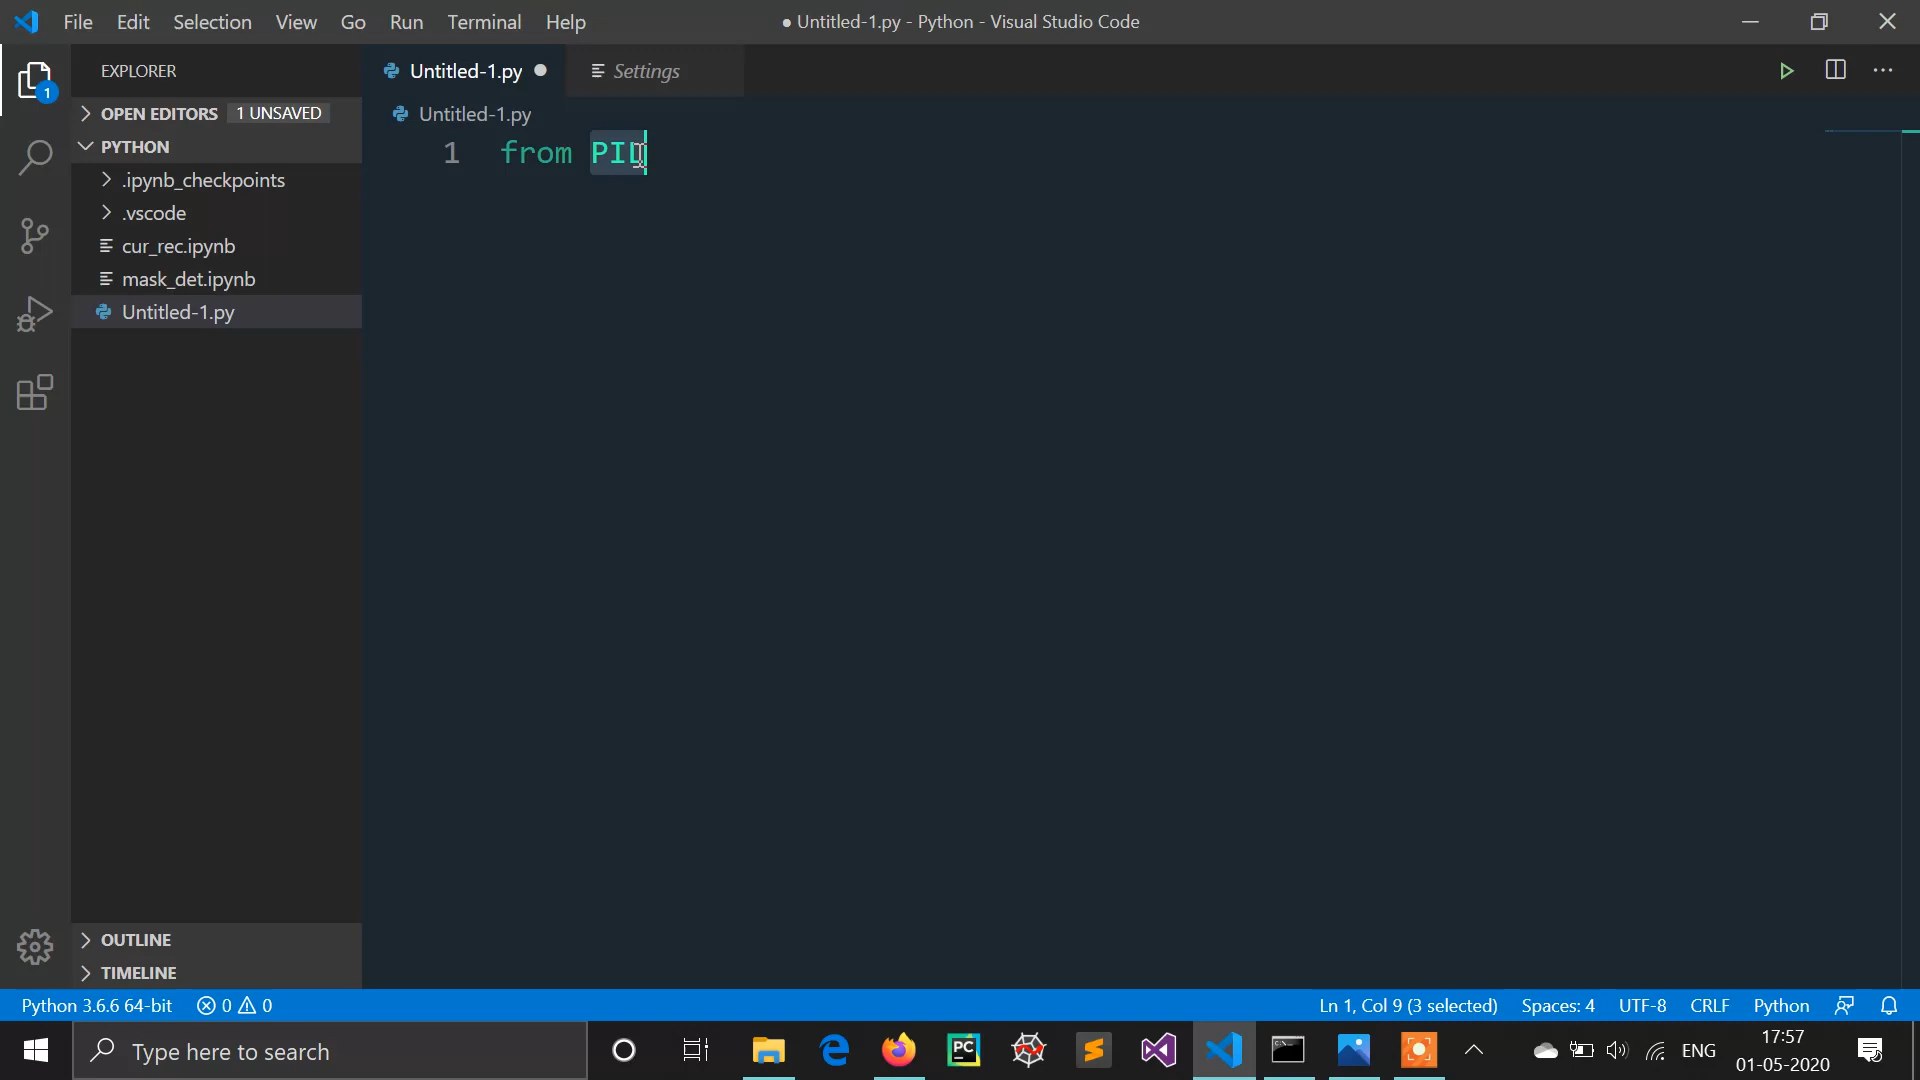 File Edit Selection View Go Run Terminal Help
● Untitled-1.py - Python - Visual Studio Code
EXPLORER
Untitled-1.py
Settings
1
OPEN EDITORS 1 UNSAVED
Untitled-1.py
PYTHON
1 from PIL
.ipynb_checkpoints
.vscode
cur_rec.ipynb
mask_det.ipynb
Untitled-1.py
OUTLINE
TIMELINE
Python 3.6.6 64-bit 0 0
Ln 1, Col 9 (3 selected) Spaces: 4 UTF-8 CRLF Python
Type here to search
PC
ENG
17:57
01-05-2020